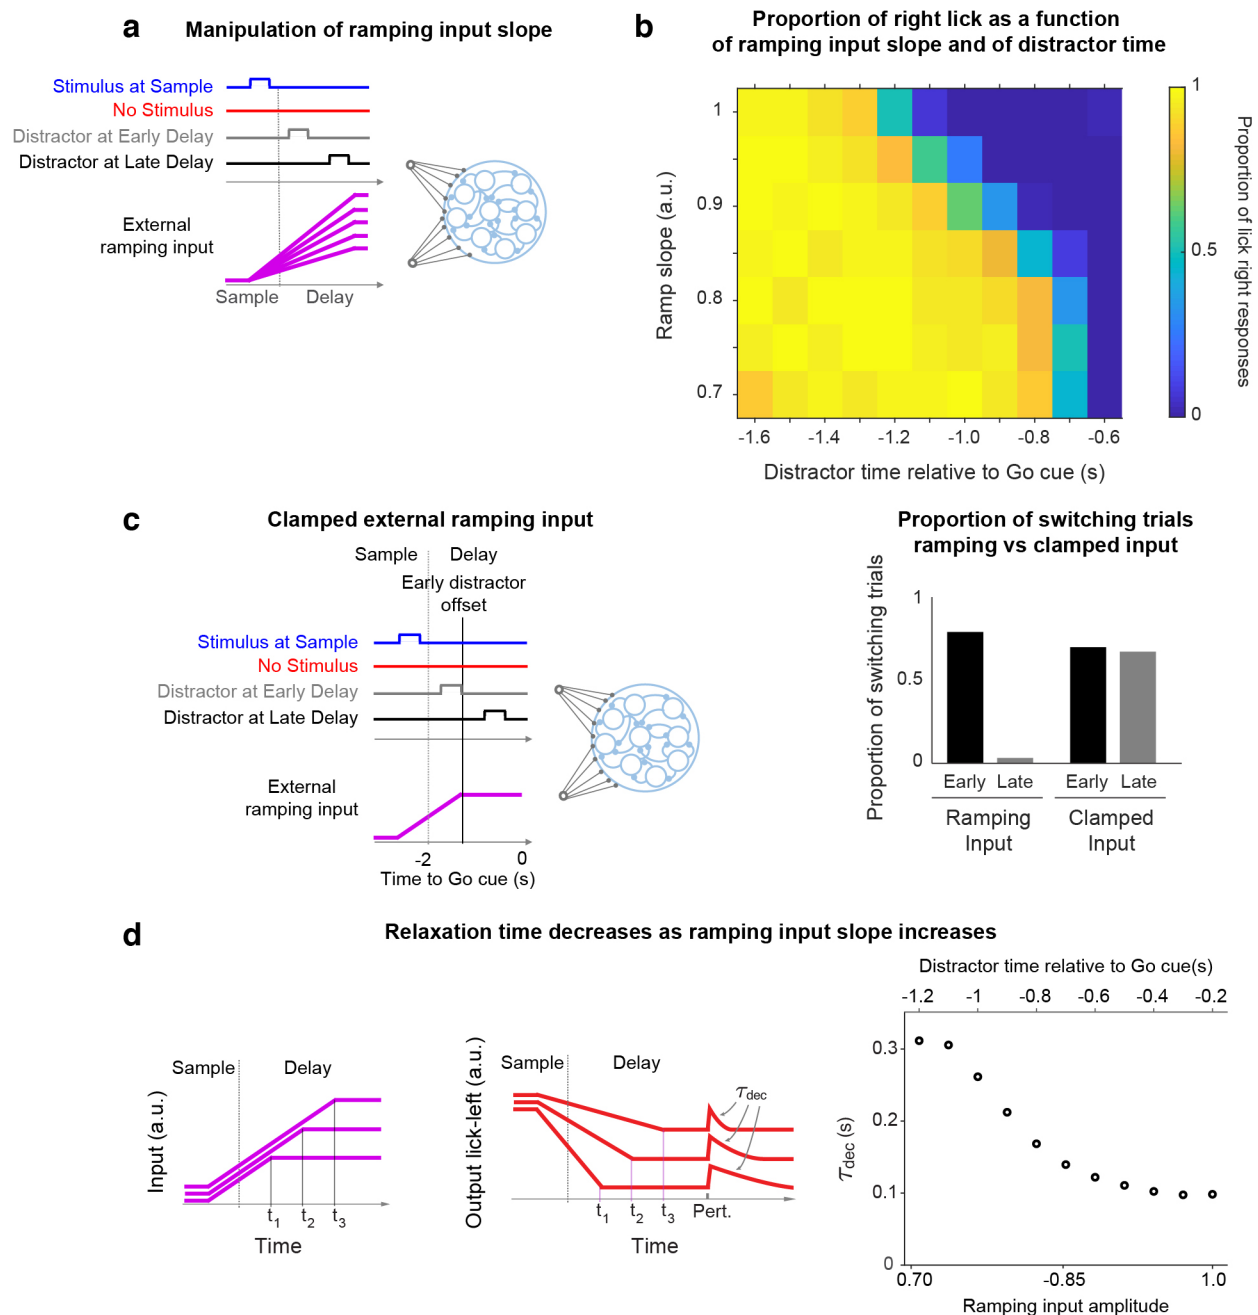 a
Manipulation of ramping input slope
Stimulus at Sample
No Stimulus
Distractor at Early Delay
Distractor at Late Delay
External
ramping input
Sample
Delay
b
Proportion of right lick as a function
of ramping input slope and of distractor time
Ramp slope (a.u.)
1
0.9
0.8
0.7
-1.6
-1.4
-1.2
-1.0
-0.8
-0.6
Distractor time relative to Go cue (s)
1
0.5
0
Proportion of lick right responses
c
Clamped external ramping input
Sample
Delay
Early distractor
offset
Stimulus at Sample
No Stimulus
Distractor at Early Delay
Distractor at Late Delay
External
ramping input
-2
0
Time to Go cue (s)
Proportion of switching trials
ramping vs clamped input
Proportion of switching trials
1
0.5
0
Early
Late
Early
Late
Ramping
Input
Clamped
Input
d
Relaxation time decreases as ramping input slope increases
Sample
Delay
Input (a.u.)
t1
t2
t3
Time
Output lick-left (a.u.)
Sample
Delay
τdec
t1
t2
t3
Pert.
Time
Distractor time relative to Go cue(s)
-1.2
-1
-0.8
-0.6
-0.4
-0.2
τdec (s)
0.3
0.2
0.1
0
0.70
-0.85
1.0
Ramping input amplitude